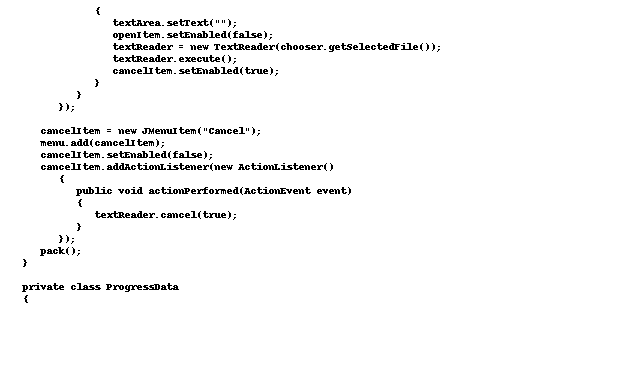 {
textArea.setText("");
openItem.setEnabled(false);
textReader = new TextReader(chooser.getSelectedFile());
textReader.execute();
cancelItem.setEnabled(true);
}
}
});
cancelItem = new JMenuItem("Cancel");
menu.add(cancelItem);
cancelItem.setEnabled(false);
cancelItem.addActionListener(new ActionListener()
{
public void actionPerformed(ActionEvent event)
{
textReader.cancel(true);
}
});
pack();
}
private class ProgressData
{